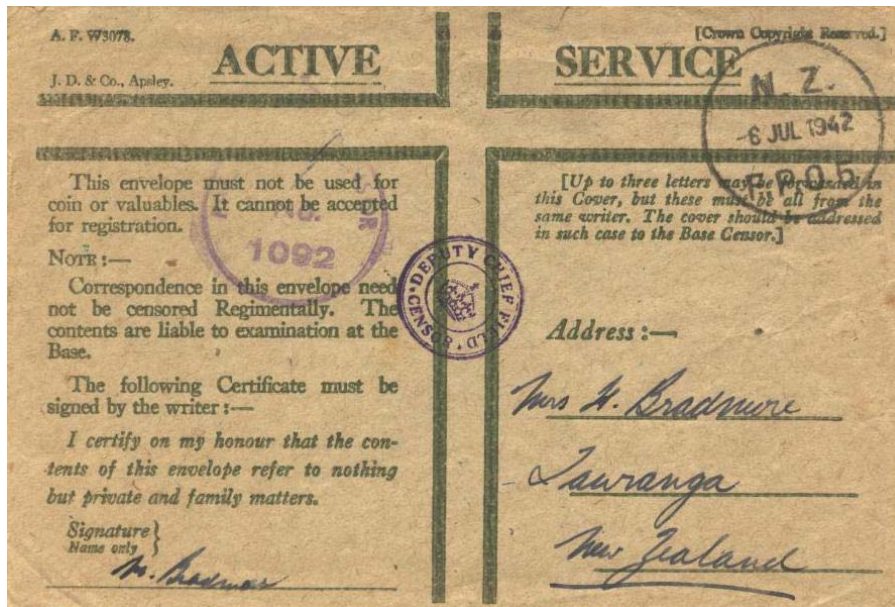 A. F. W3078.
[Crown Copyright Reserved.]
ACTIVE SERVICE
J. D. & Co., Apsley.
N. Z.
-6 JUL 1942
F.P.O.5
This envelope must not be used for
coin or valuables. It cannot be accepted
for registration.
NOTE :—
Correspondence in this envelope need
not be censored Regimentally. The
contents are liable to examination at the
Base.
The following Certificate must be
signed by the writer :—
I certify on my honour that the con-
tents of this envelope refer to nothing
but private and family matters.
Signature }
Name only
Bradmore
No.
1092
DEPUTY CHIEF FIELD CENSOR
[Up to three letters may be forwarded in
this Cover, but these must be all from the
same writer. The cover should be addressed
in such case to the Base Censor.]
Address :—
Mrs H. Bradmore
Tauranga
New Zealand